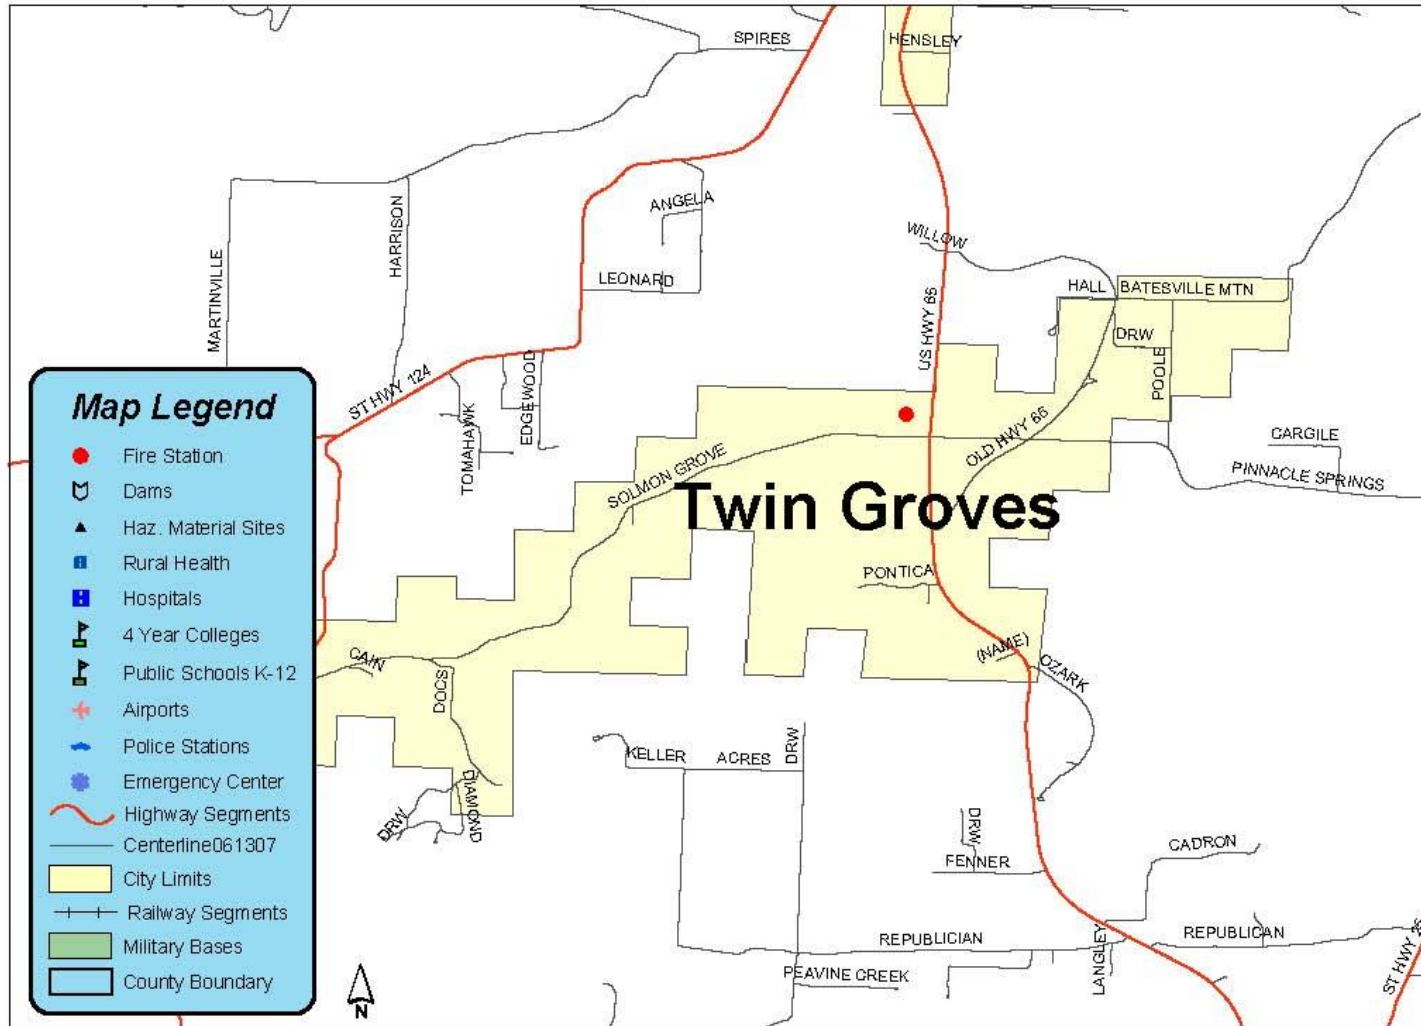 SPIRES
HENSLEY
ANGELA
HARRISON
WILLOW
MARTINVILLE
LEONARD
HALL
BATESVILLE MTN
US HWY 65
DRW
POOLE
ST HWY 124
EDGEWOOD
TOMAHAWK
OLD HWY 65
CARGILE
PINNACLE SPRINGS
SOLMON GROVE
Twin Groves
PONTICA
(NAME)
OZARK
CAIN
DOCS
KELLER
ACRES
DRW
DIAMOND
DRW
DRW
FENNER
CADRON
REPUBLICIAN
REPUBLICAN
LANGLEY
PEAVINE CREEK
ST HWY 25
Map Legend
Fire Station
Dams
Haz. Material Sites
Rural Health
Hospitals
4 Year Colleges
Public Schools K-12
Airports
Police Stations
Emergency Center
Highway Segments
Centerline061307
City Limits
Railway Segments
Military Bases
County Boundary
N